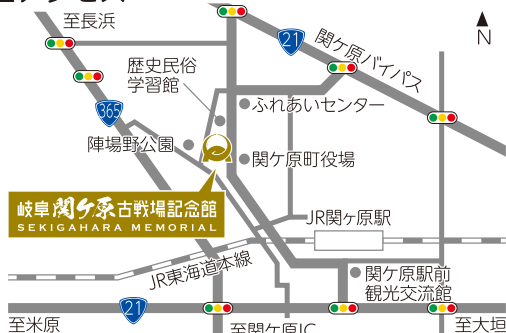 至長浜
21
関ケ原バイパス
N
歴史民俗
学習館
ふれあいセンター
365
陣場野公園
関ケ原町役場
岐阜関ケ原古戦場記念館
SEKIGAHARA MEMORIAL
JR関ヶ原駅
JR東海道本線
関ケ原駅前
観光交流館
21
至米原
至関ケ原IC
至大垣